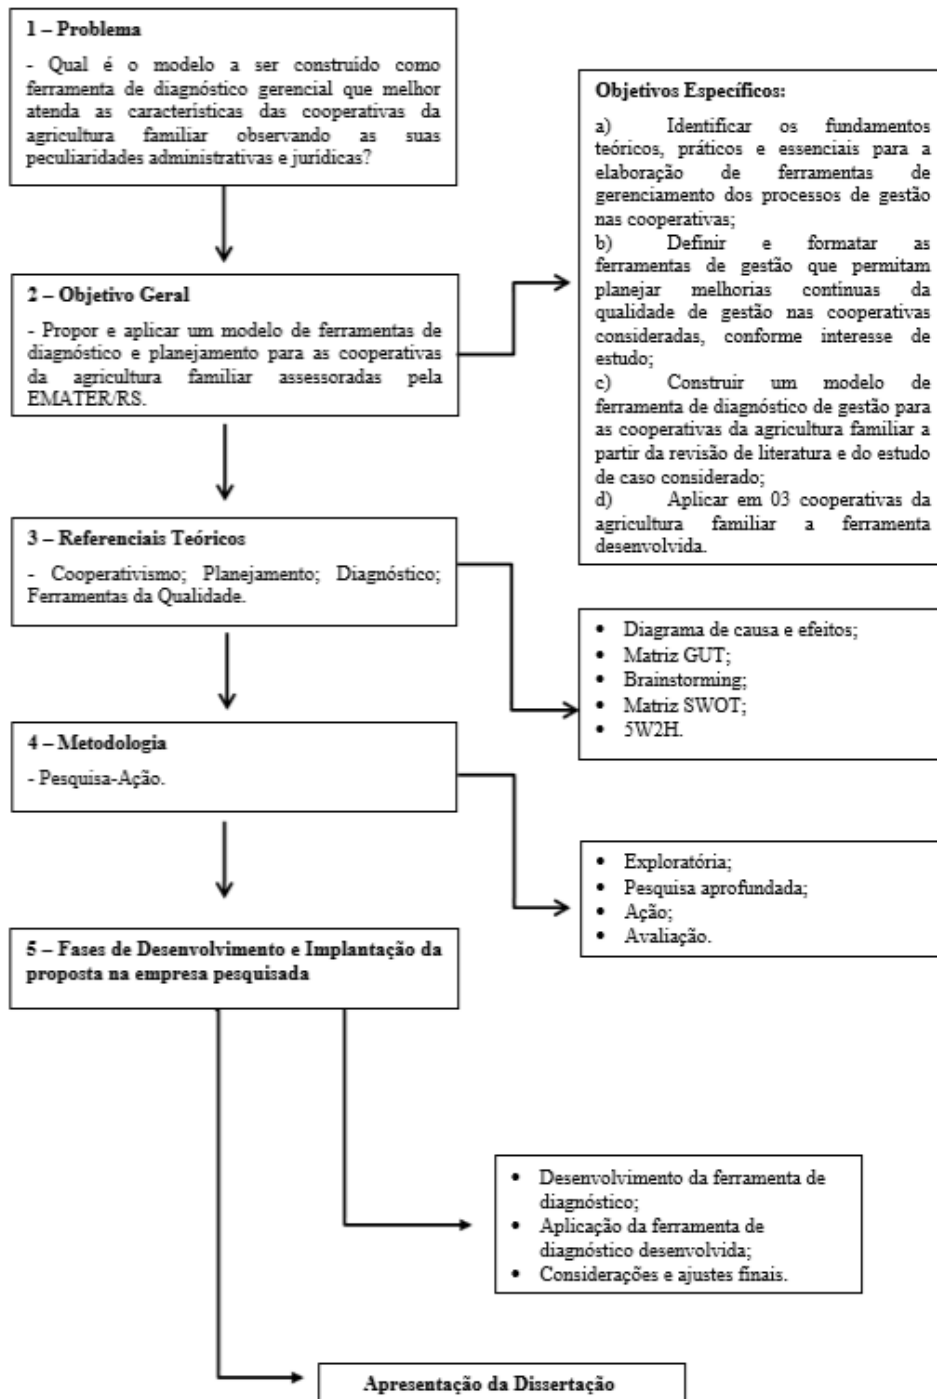 1 – Problema
- Qual é o modelo a ser construído como
ferramenta de diagnóstico gerencial que melhor
atenda as características das cooperativas da
agricultura familiar observando as suas
peculiaridades administrativas e jurídicas?
Objetivos Específicos:
a) Identificar os fundamentos
teóricos, práticos e essenciais para a
elaboração de ferramentas de
gerenciamento dos processos de gestão
nas cooperativas;
b) Definir e formatar as
ferramentas de gestão que permitam
planejar melhorias contínuas da
qualidade de gestão nas cooperativas
consideradas, conforme interesse de
estudo;
c) Construir um modelo de
ferramenta de diagnóstico de gestão para
as cooperativas da agricultura familiar a
partir da revisão de literatura e do estudo
de caso considerado;
d) Aplicar em 03 cooperativas da
agricultura familiar a ferramenta
desenvolvida.
2 – Objetivo Geral
- Propor e aplicar um modelo de ferramentas de
diagnóstico e planejamento para as cooperativas
da agricultura familiar assessoradas pela
EMATER/RS.
3 – Referenciais Teóricos
- Cooperativismo; Planejamento; Diagnóstico;
Ferramentas da Qualidade.
• Diagrama de causa e efeitos;
• Matriz GUT;
• Brainstorming;
• Matriz SWOT;
• 5W2H.
4 – Metodologia
- Pesquisa-Ação.
• Exploratória;
• Pesquisa aprofundada;
• Ação;
• Avaliação.
5 – Fases de Desenvolvimento e Implantação da
proposta na empresa pesquisada
• Desenvolvimento da ferramenta de
diagnóstico;
• Aplicação da ferramenta de
diagnóstico desenvolvida;
• Considerações e ajustes finais.
Apresentação da Dissertação